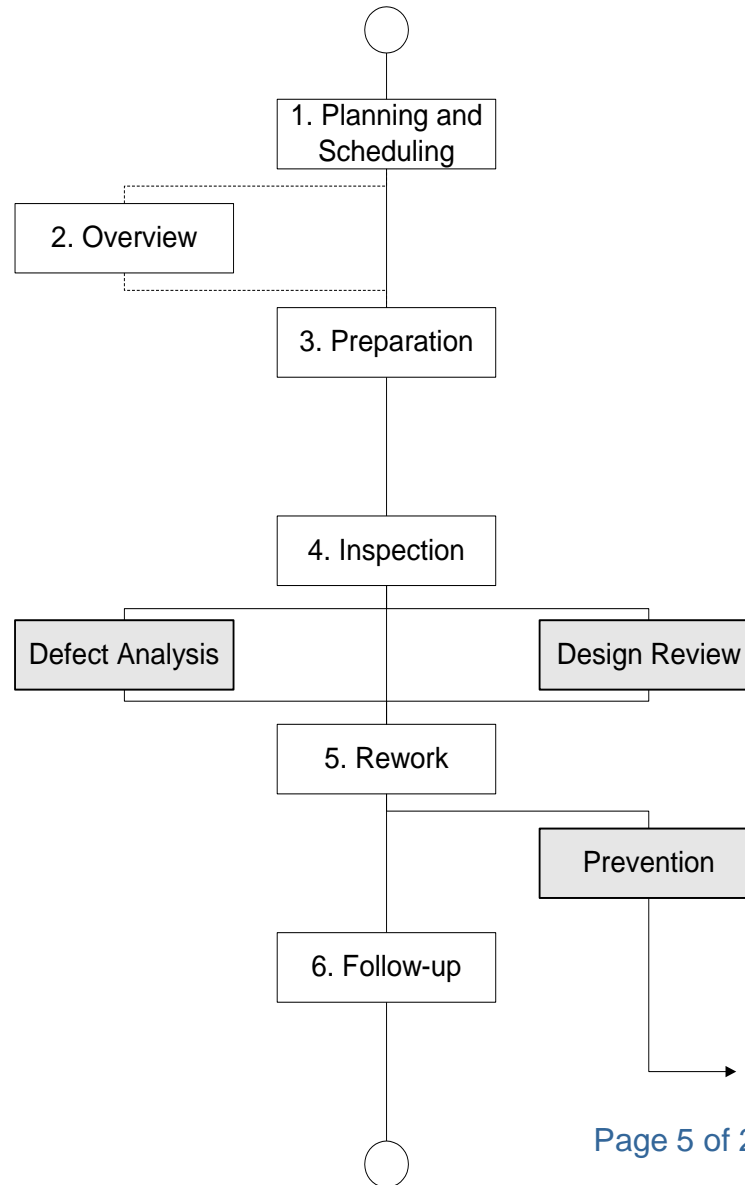 1. Planning and
Scheduling
2. Overview
3. Preparation
4. Inspection
Defect Analysis
Design Review
5. Rework
Prevention
6. Follow-up
Page 5 of 2